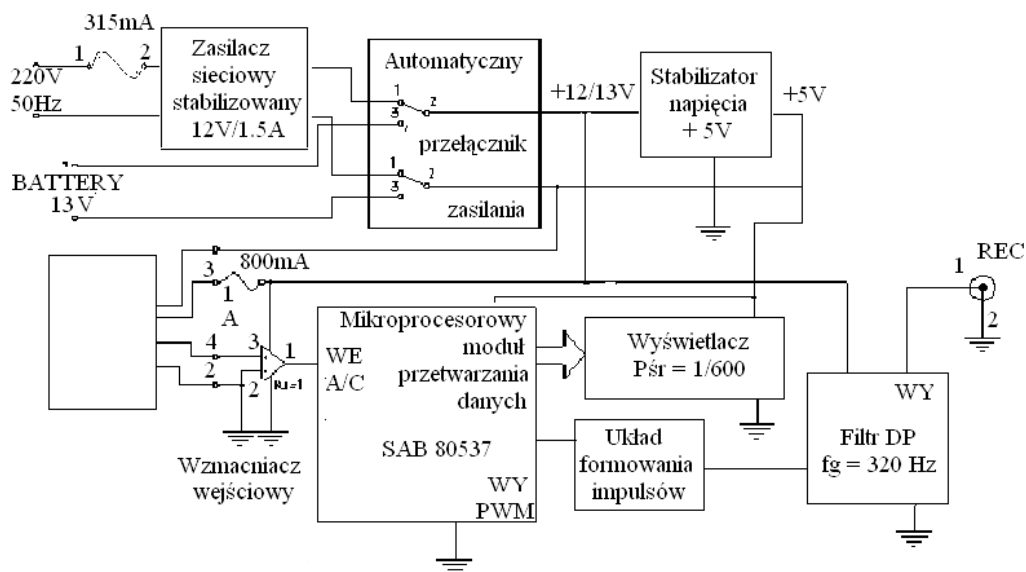 315mA
1
2
220V
50Hz
Zasilacz
sieciowy
stabilizowany
12V/1.5A
Automatyczny
przełącznik
zasilania
1
2
3
1
2
3
+12/13V
Stabilizator
napięcia
+ 5V
+5V
BATTERY
13V
800mA
3
1
A
4
2
3
1
2
Wzmacniacz
wejściowy
Mikroprocesorowy
moduł
przetwarzania
danych
WE
A/C
SAB 80537
WY
PWM
Wyświetlacz
Pśr = 1/600
Układ
formowania
impulsów
WY
Filtr DP
fg = 320 Hz
REC
1
2